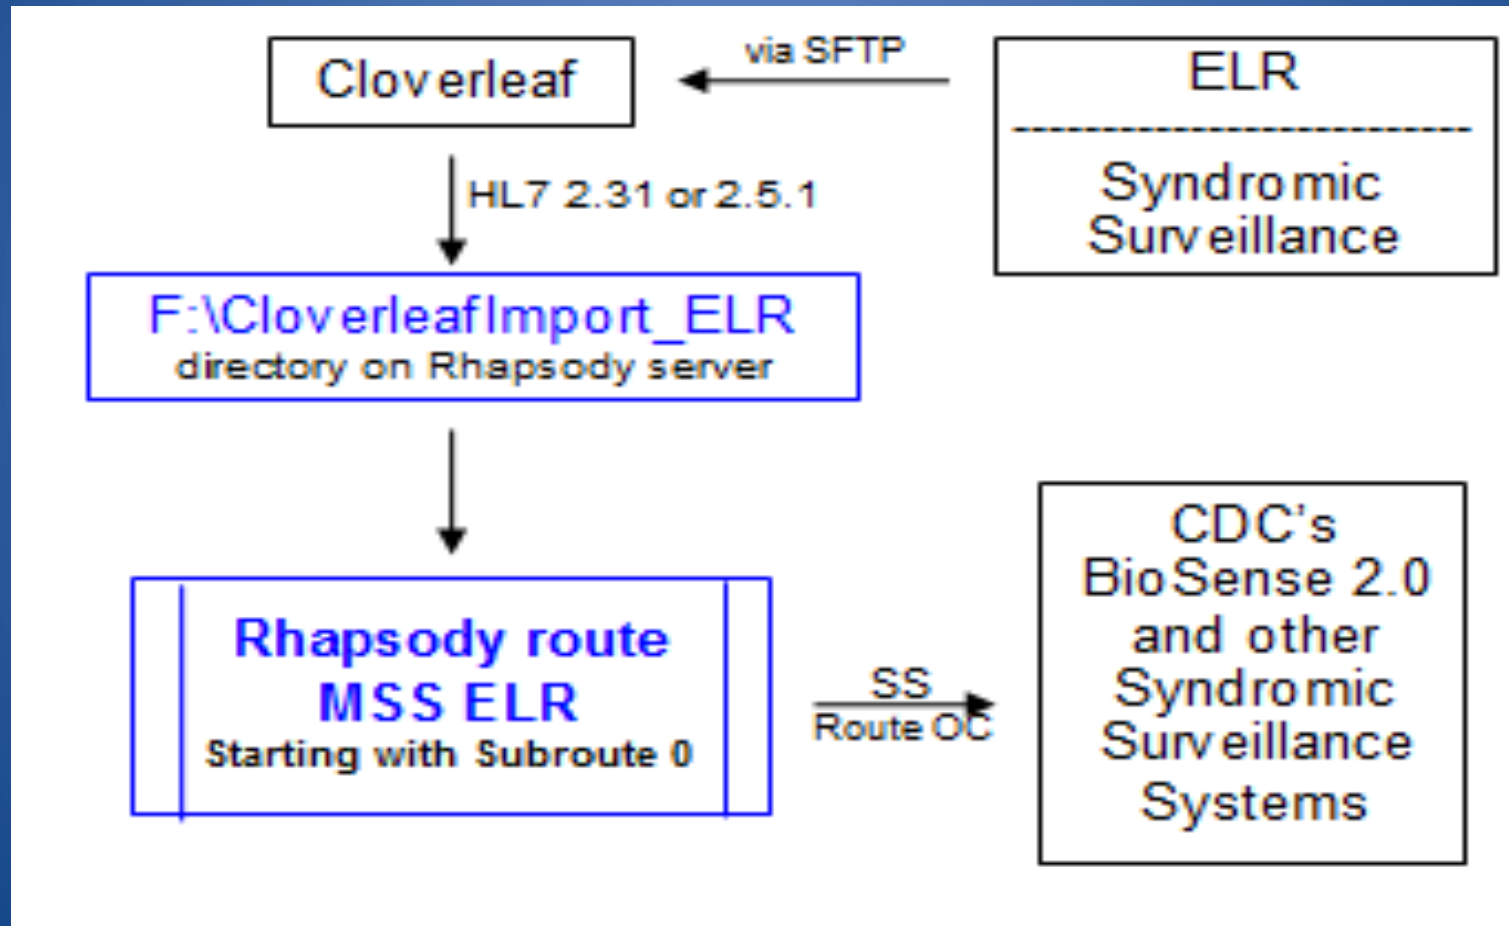 Cloverleaf
via SFTP
ELR
Syndromic
Surveillance
HL7 2.31 or 2.5.1
F:\CloverleafImport_ELR
directory on Rhapsody server
Rhapsody route
MSS ELR
Starting with Subroute 0
SS
Route OC
CDC's
BioSense 2.0
and other
Syndromic
Surveillance
Systems